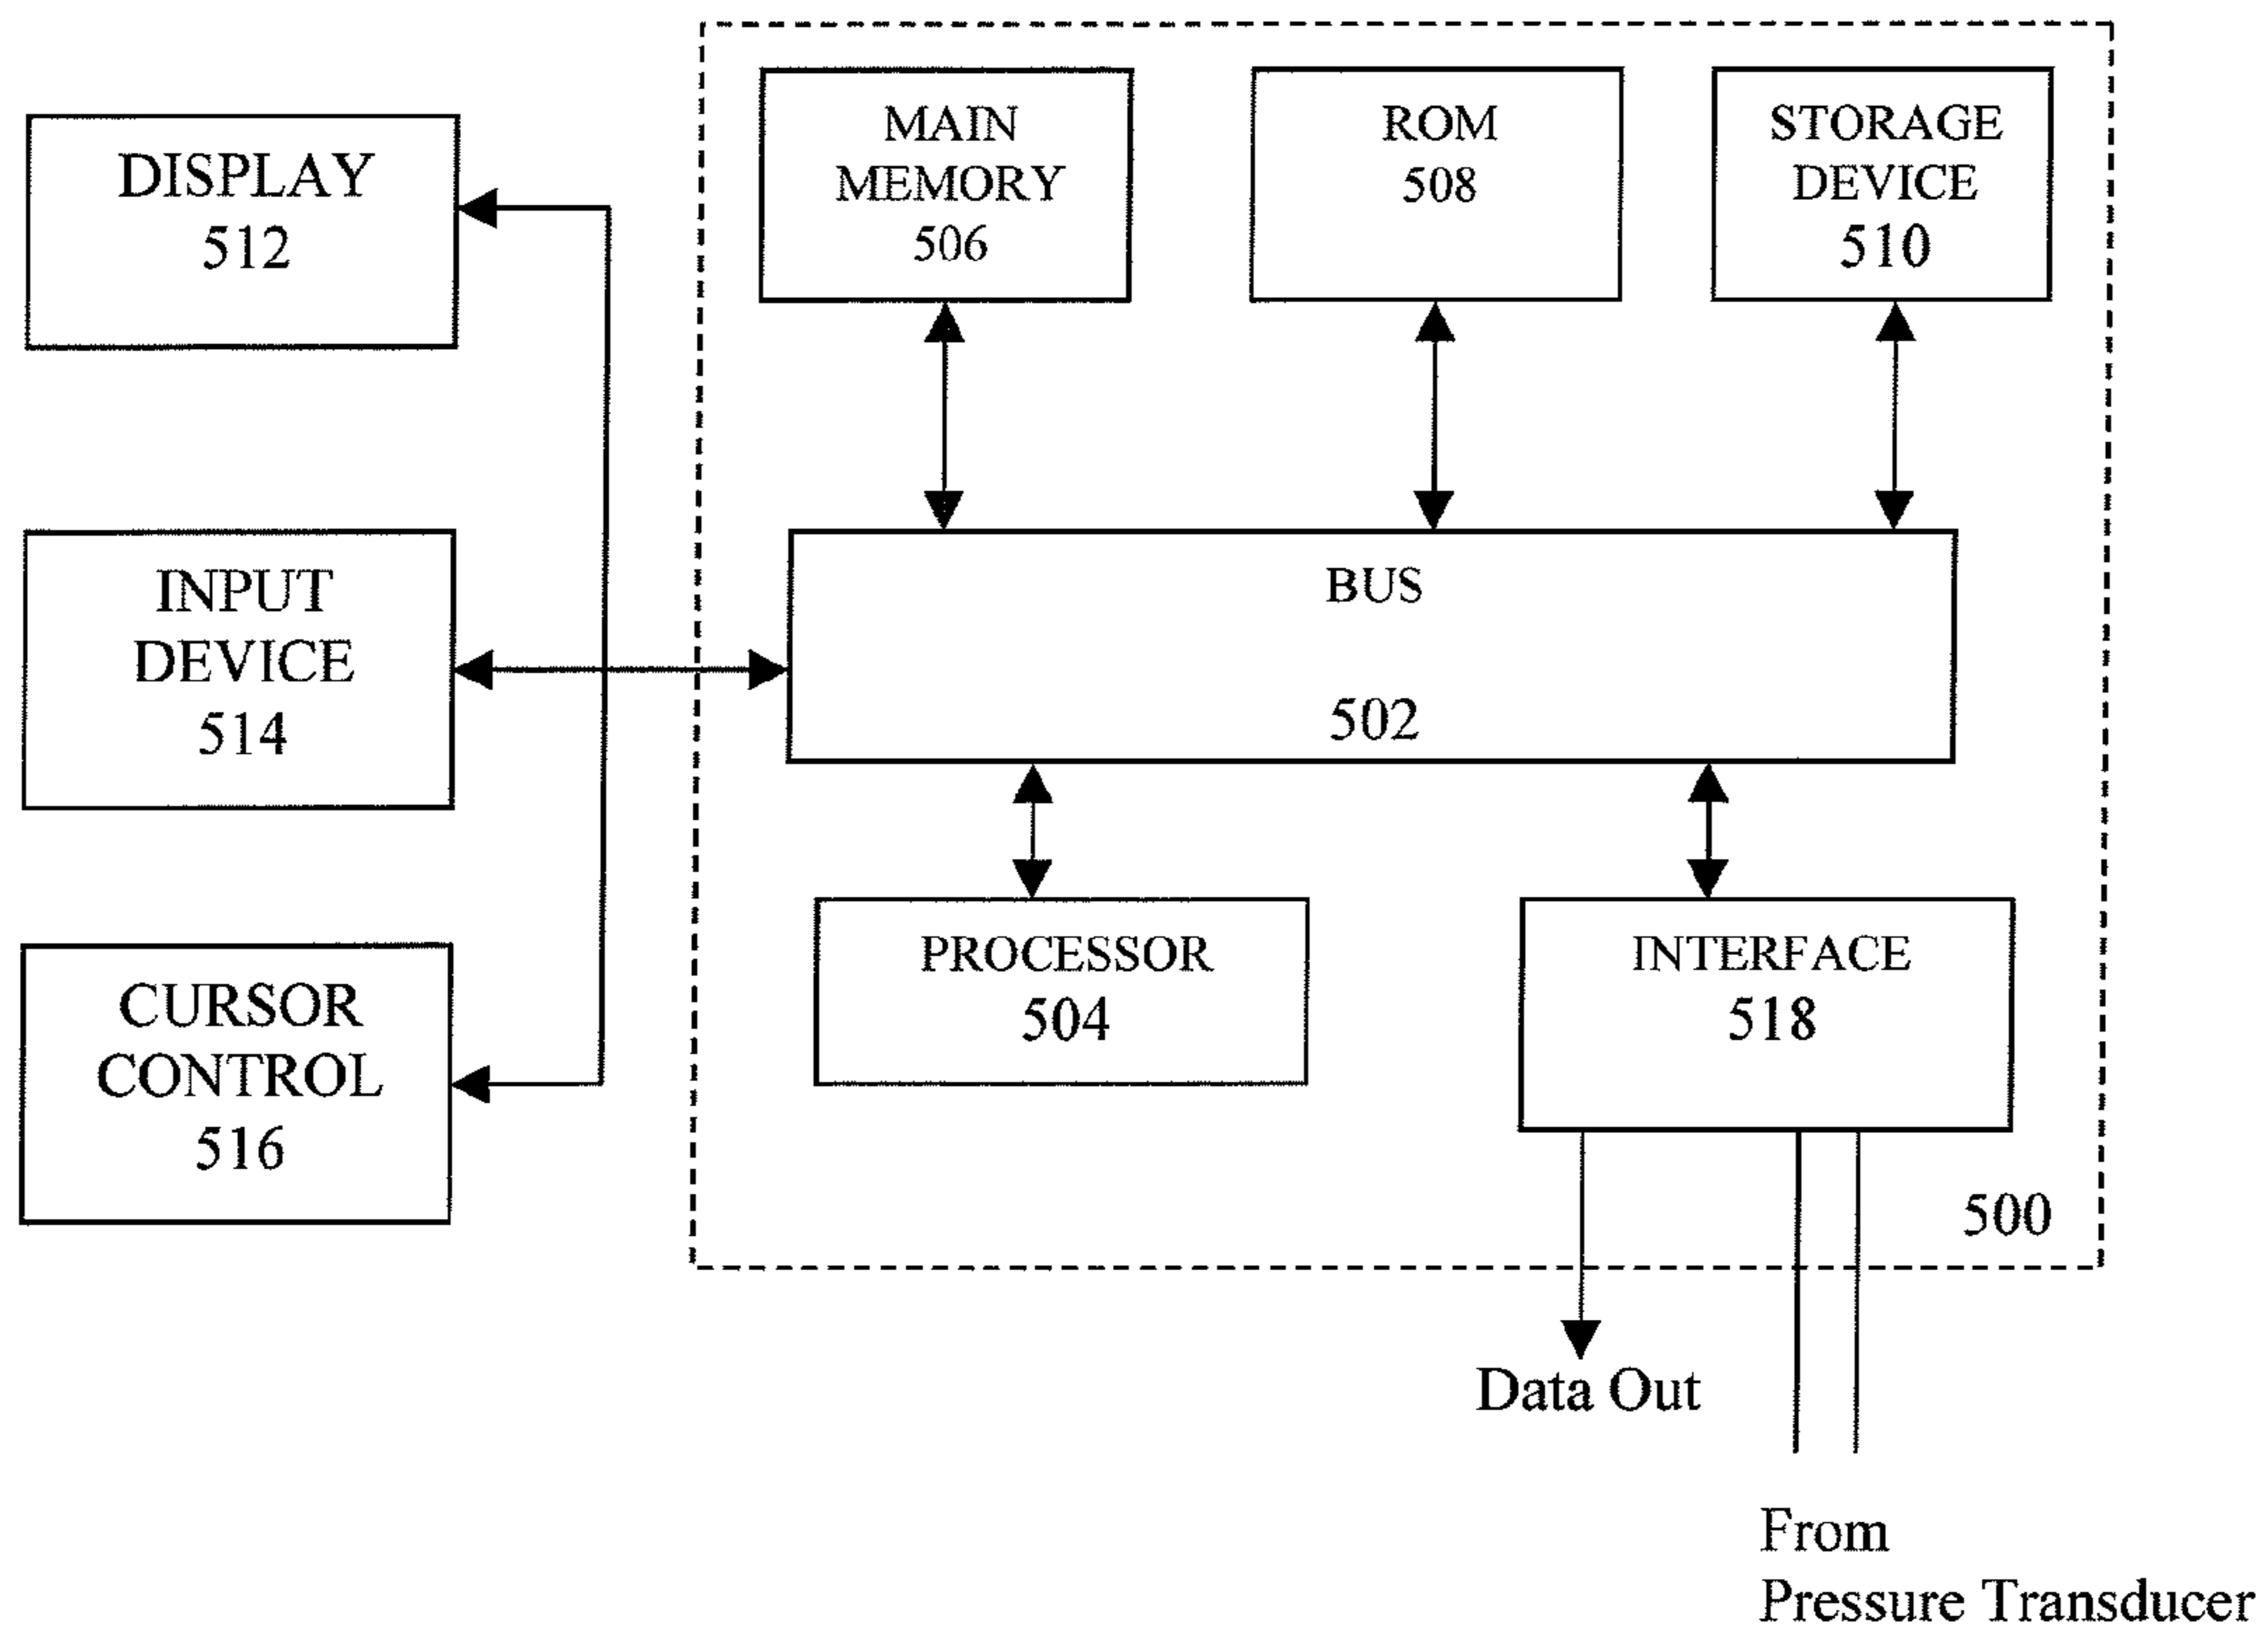 DISPLAY
512
INPUT
DEVICE
514
CURSOR
CONTROL
516
MAIN
MEMORY
506
ROM
508
STORAGE
DEVICE
510
BUS
502
PROCESSOR
504
INTERFACE
518
500
Data Out
From
Pressure Transducer